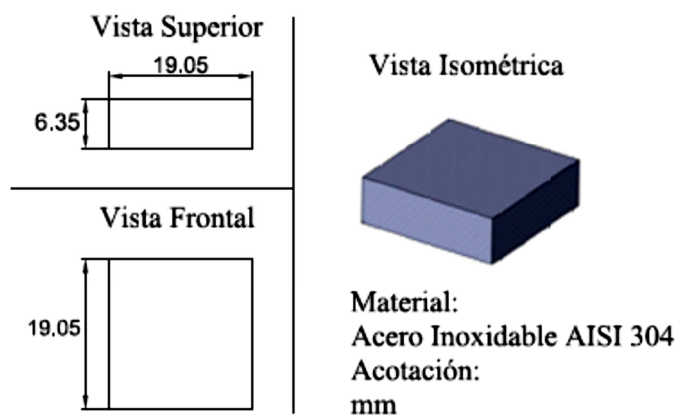 Vista Superior
19.05
6.35
Vista Frontal
19.05
Vista Isométrica
Material:
Acero Inoxidable AISI 304
Acotación:
mm